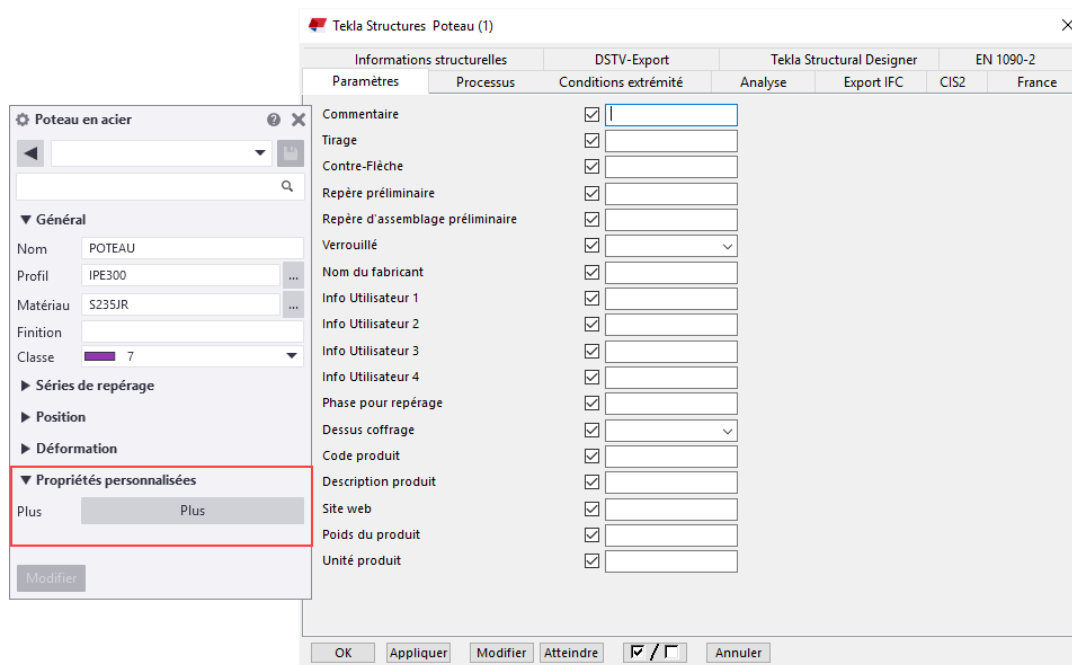 Tekla Structures Poteau (1)
Informations structurelles DSTV-Export Tekla Structural Designer EN 1090-2
Paramètres Processus Conditions extrémité Analyse Export IFC CIS2 France
Commentaire
Tirage
Contre-Flèche
Repère préliminaire
Repère d'assemblage préliminaire
Verrouillé
Nom du fabricant
Info Utilisateur 1
Info Utilisateur 2
Info Utilisateur 3
Info Utilisateur 4
Phase pour repérage
Dessus coffrage
Code produit
Description produit
Site web
Poids du produit
Unité produit
OK Appliquer Modifier Atteindre / Annuler
Poteau en acier
Général
Nom POTEAU
Profil IPE300 ...
Matériau S235JR ...
Finition
Classe 7
Séries de repérage
Position
Déformation
Propriétés personnalisées
Plus Plus
Modifier